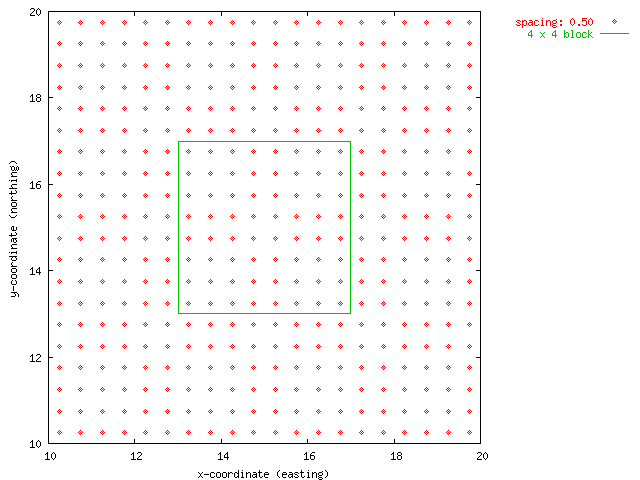 20
18
16
14
12
10
y-coordinate (northing)
10 12 14 16 18 20
x-coordinate (easting)
spacing: 0.50
4 x 4 block